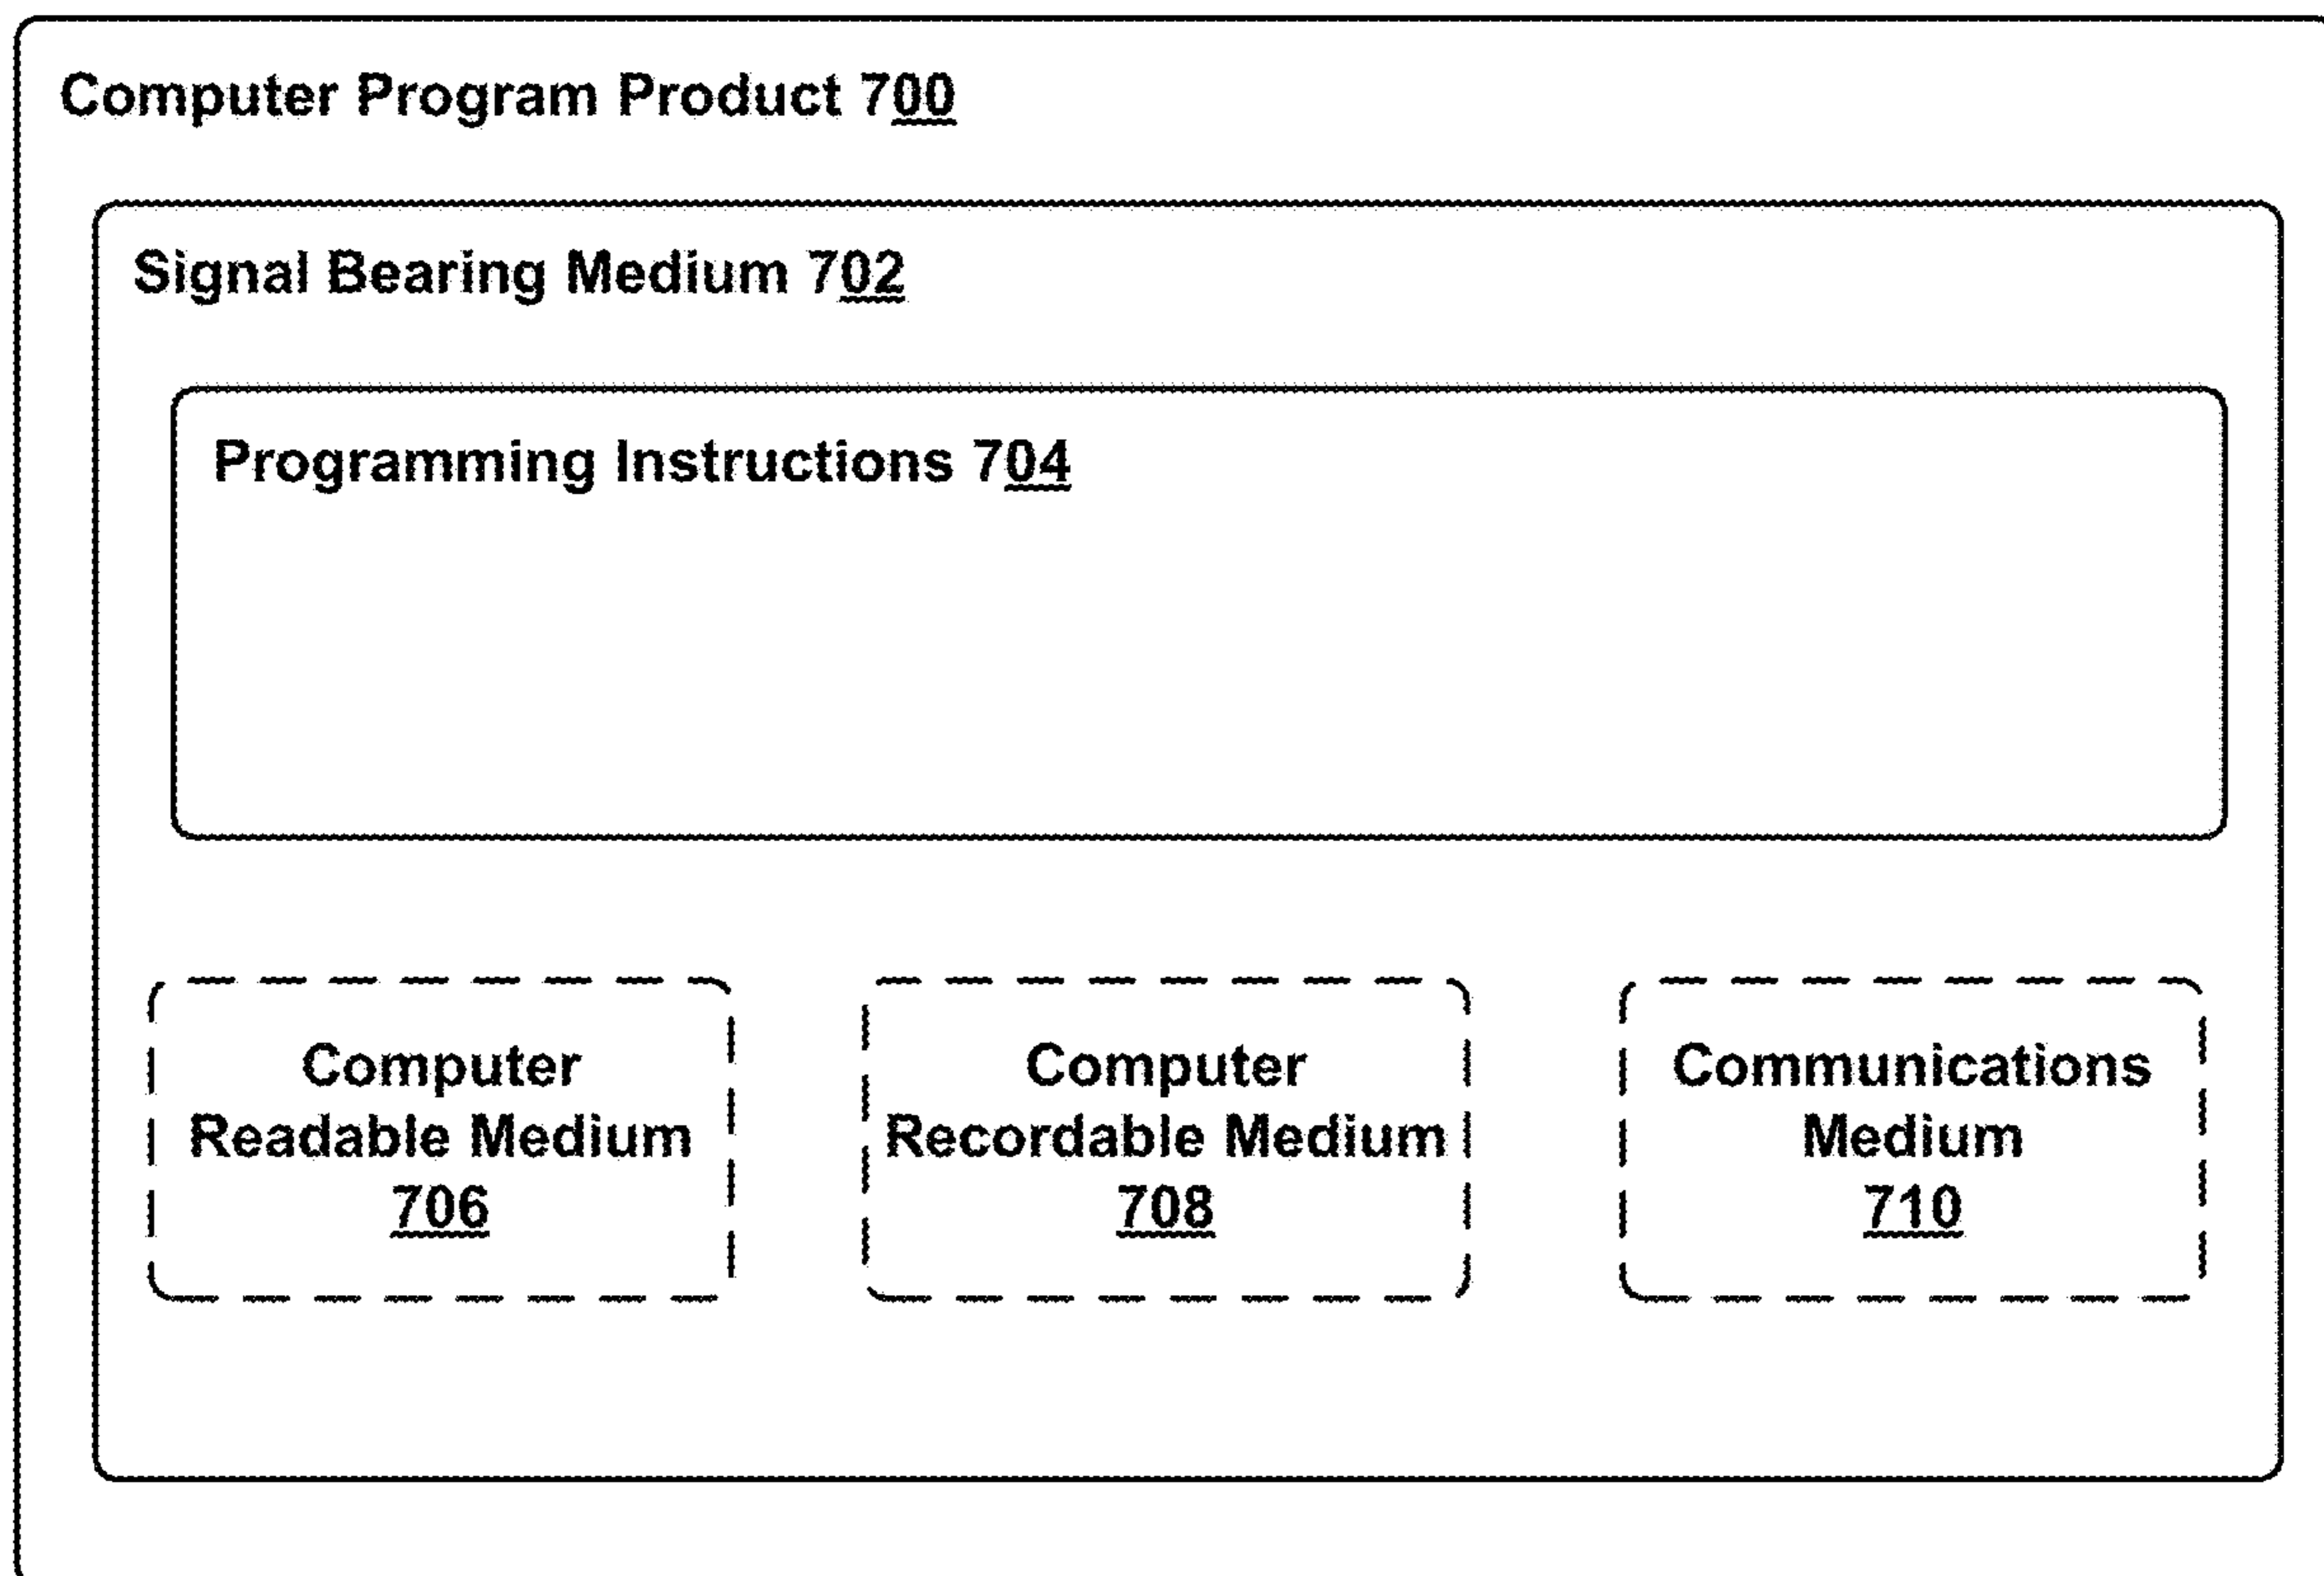 Computer Program Product 700
Signal Bearing Medium 702
Programming Instructions 704
Computer
Readable Medium
706
Computer
Recordable Medium
708
Communications
Medium
710